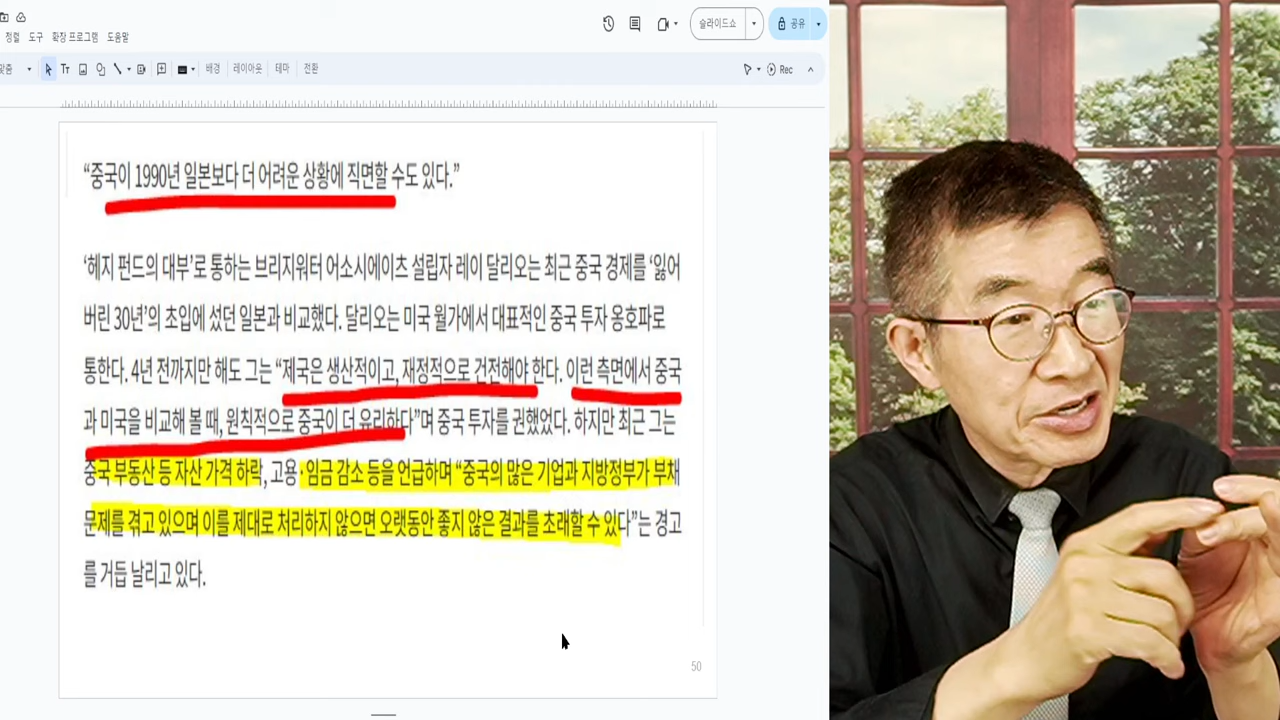 정렬 도구 확장 프로그램 도움말
슬라이드쇼
공유
배경 레이아웃 테마 전환
Rec
“중국이 1990년 일본보다 더 어려운 상황에 직면할 수도 있다.”
‘헤지 펀드의 대부’로 통하는 브리지워터 어소시에이츠 설립자 레이 달리오는 최근 중국 경제를 ‘잃어
버린 30년’의 초입에 섰던 일본과 비교했다. 달리오는 미국 월가에서 대표적인 중국 투자 옹호파로
통한다. 4년 전까지만 해도 그는 “제국은 생산적이고, 재정적으로 건전해야 한다. 이런 측면에서 중국
과 미국을 비교해 볼 때, 원칙적으로 중국이 더 유리하다”며 중국 투자를 권했었다. 하지만 최근 그는
중국 부동산 등 자산 가격 하락, 고용·임금 감소 등을 언급하며 “중국의 많은 기업과 지방정부가 부채
문제를 겪고 있으며 이를 제대로 처리하지 않으면 오랫동안 좋지 않은 결과를 초래할 수 있다”는 경고
를 거듭 날리고 있다.
50